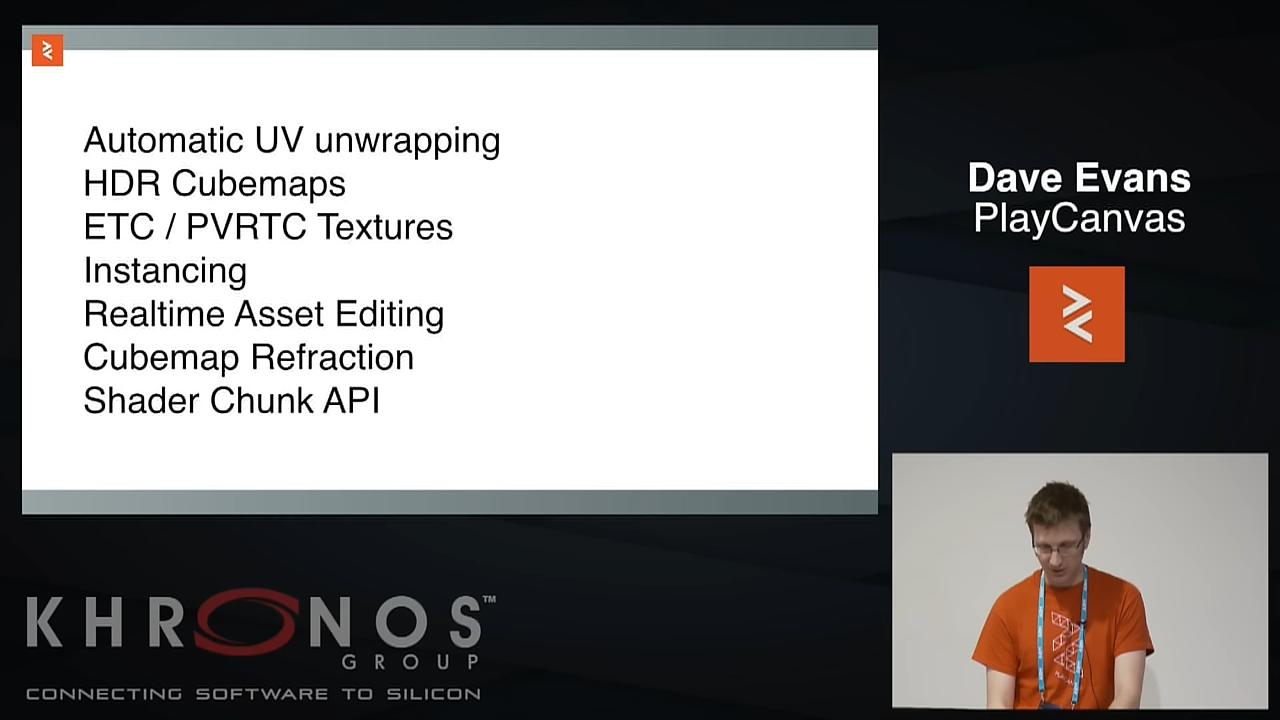 Automatic UV unwrapping
HDR Cubemaps
ETC / PVRTC Textures
Instancing
Realtime Asset Editing
Cubemap Refraction
Shader Chunk API
Dave Evans
PlayCanvas
KHRONOS™
GROUP
CONNECTING SOFTWARE TO SILICON